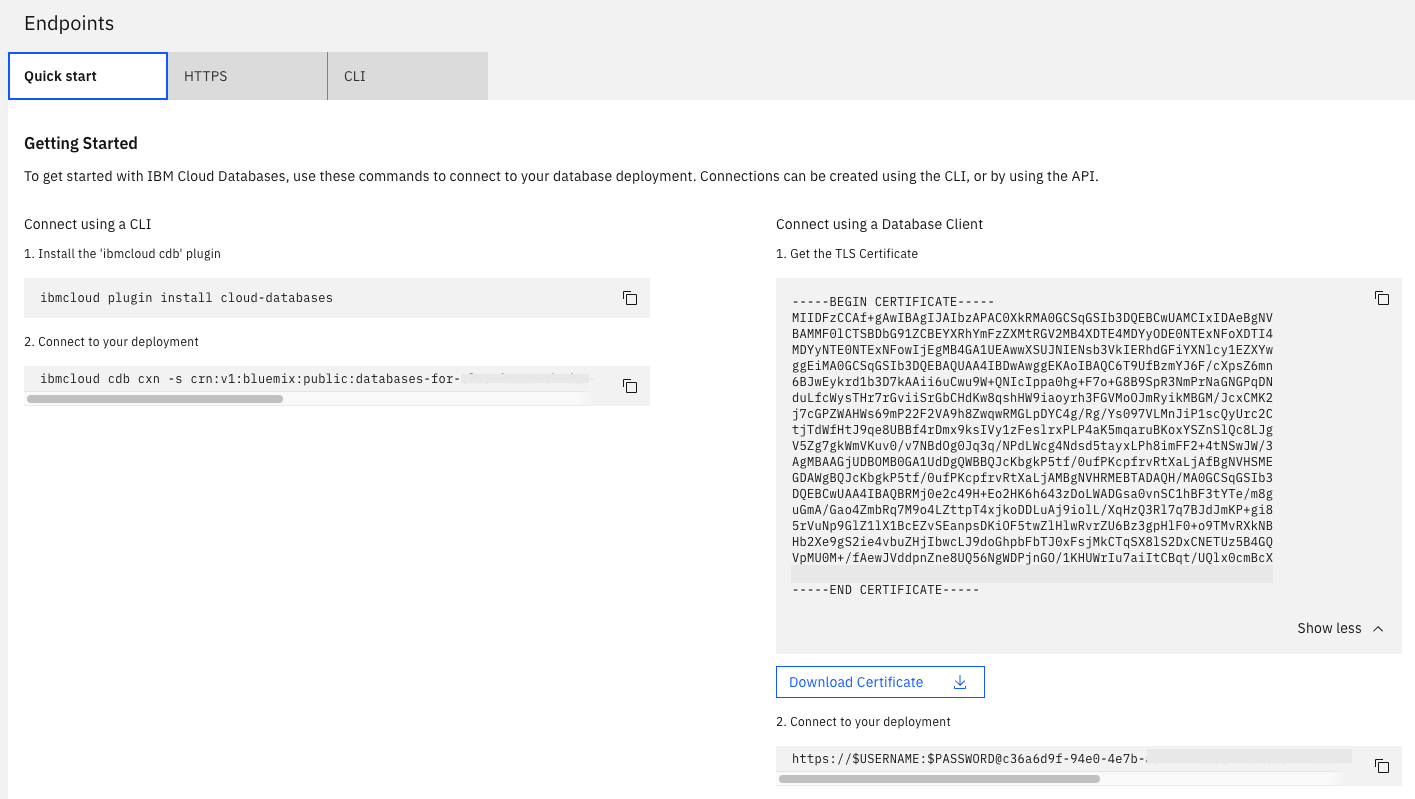 Endpoints
Quick start
HTTPS
CLI
Getting Started
To get started with IBM Cloud Databases, use these commands to connect to your database deployment. Connections can be created using the CLI, or by using the API.
Connect using a CLI
1. Install the 'ibmcloud cdb' plugin
ibmcloud plugin install cloud-databases
2. Connect to your deployment
ibmcloud cdb cxn -s crn:v1:bluemix:public:databases-for-
Connect using a Database Client
1. Get the TLS Certificate
-----BEGIN CERTIFICATE-----
MIIDFzCCAf+gAwIBAgIJAIbzAPAC0XkRMA0GCSqGSIb3DQEBCwUAMCIxIDAeBgNV
BAMMF0lCTSBDbG91ZCBEYXRhYmFzZXMtRGV2MB4XDTE4MDYyODE0NTExNFoXDTI4
MDYyNTE0NTExNFowIjEgMB4GA1UEAwwXSUJNIENsb3VkIERhdGFiYXNlcy1EZXYw
ggEiMA0GCSqGSIb3DQEBAQUAA4IBDwAwggEKAoIBAQC6T9UfBzmYJ6F/cXpsZ6mn
6BJwEykrd1b3D7kAAii6uCwu9W+QNIcIppa0hg+F7o+G8B9SpR3NmPrNaGNGPqDN
duLfcWysTHr7rGviiSrGbCHdKw8qshHW9iaoyrh3FGVMoOJmRyikMBGM/JcxCMK2
j7cGPZWAHWs69mP22F2VA9h8ZwqwRMGLpDYC4g/Rg/Ys097VLMnJiP1scQyUrc2C
tjTdWfHtJ9qe8UBBf4rDmx9ksIVy1zFeslrxPLP4aK5mqaruBKoxYSZnSlQc8LJg
V5Zg7gkWmVKuv0/v7NBdOg0Jq3q/NPdLWcg4Ndsd5tayxLPh8imFF2+4tNSwJW/3
AgMBAAGjUDBOMB0GA1UdDgQWBBQJcKbgkP5tf/0ufPKcpfrvRtXaLjAfBgNVHSME
GDAWgBQJcKbgkP5tf/0ufPKcpfrvRtXaLjAMBgNVHRMEBTADAQH/MA0GCSqGSIb3
DQEBCwUAA4IBAQBRMj0e2c49H+Eo2HK6h643zDoLWADGsa0vnSC1hBF3tYTe/m8g
uGmA/Gao4ZmbRq7M9o4LZttpT4xjkoDDLuAj9iolL/XqHzQ3Rl7q7BJdJmKP+gi8
5rVuNp9GlZ1lX1BcEZvSEanpsDKiOF5twZlHlwRvrZU6Bz3gpHlF0+o9TMvRXkNB
Hb2Xe9gS2ie4vbuZHjIbwcLJ9doGhpbFbTJ0xFsjMkCTqSX8lS2DxCNETUz5B4GQ
VpMU0M+/fAewJVddpnZne8UQ56NgWDPjnGO/1KHUWrIu7aiItCBqt/UQlx0cmBcX
-----END CERTIFICATE-----
Show less
Download Certificate
2. Connect to your deployment
https://$USERNAME:$PASSWORD@c36a6d9f-94e0-4e7b-